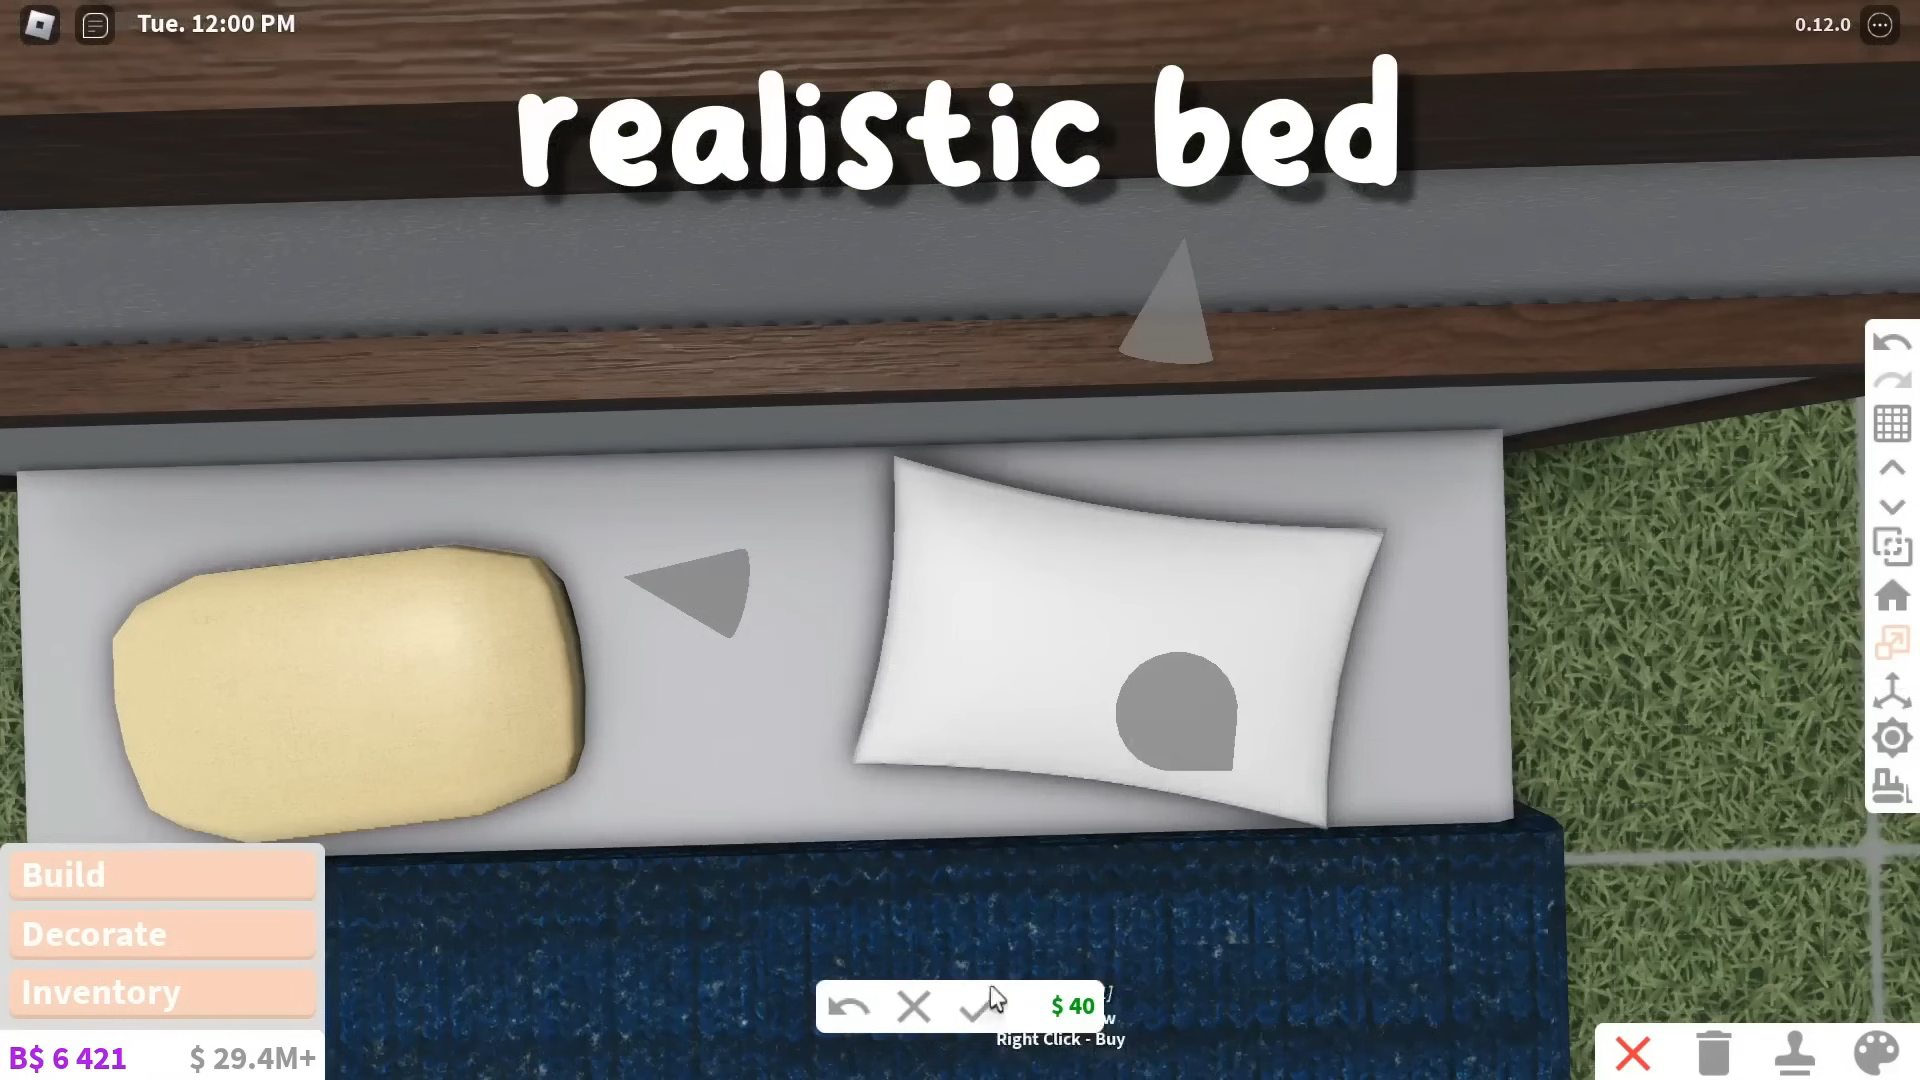 Tue. 12:00 PM
0.12.0
realistic bed
Build
Decorate
Inventory
B$ 6 421
$ 29.4M+
$ 40
Right Click - Buy